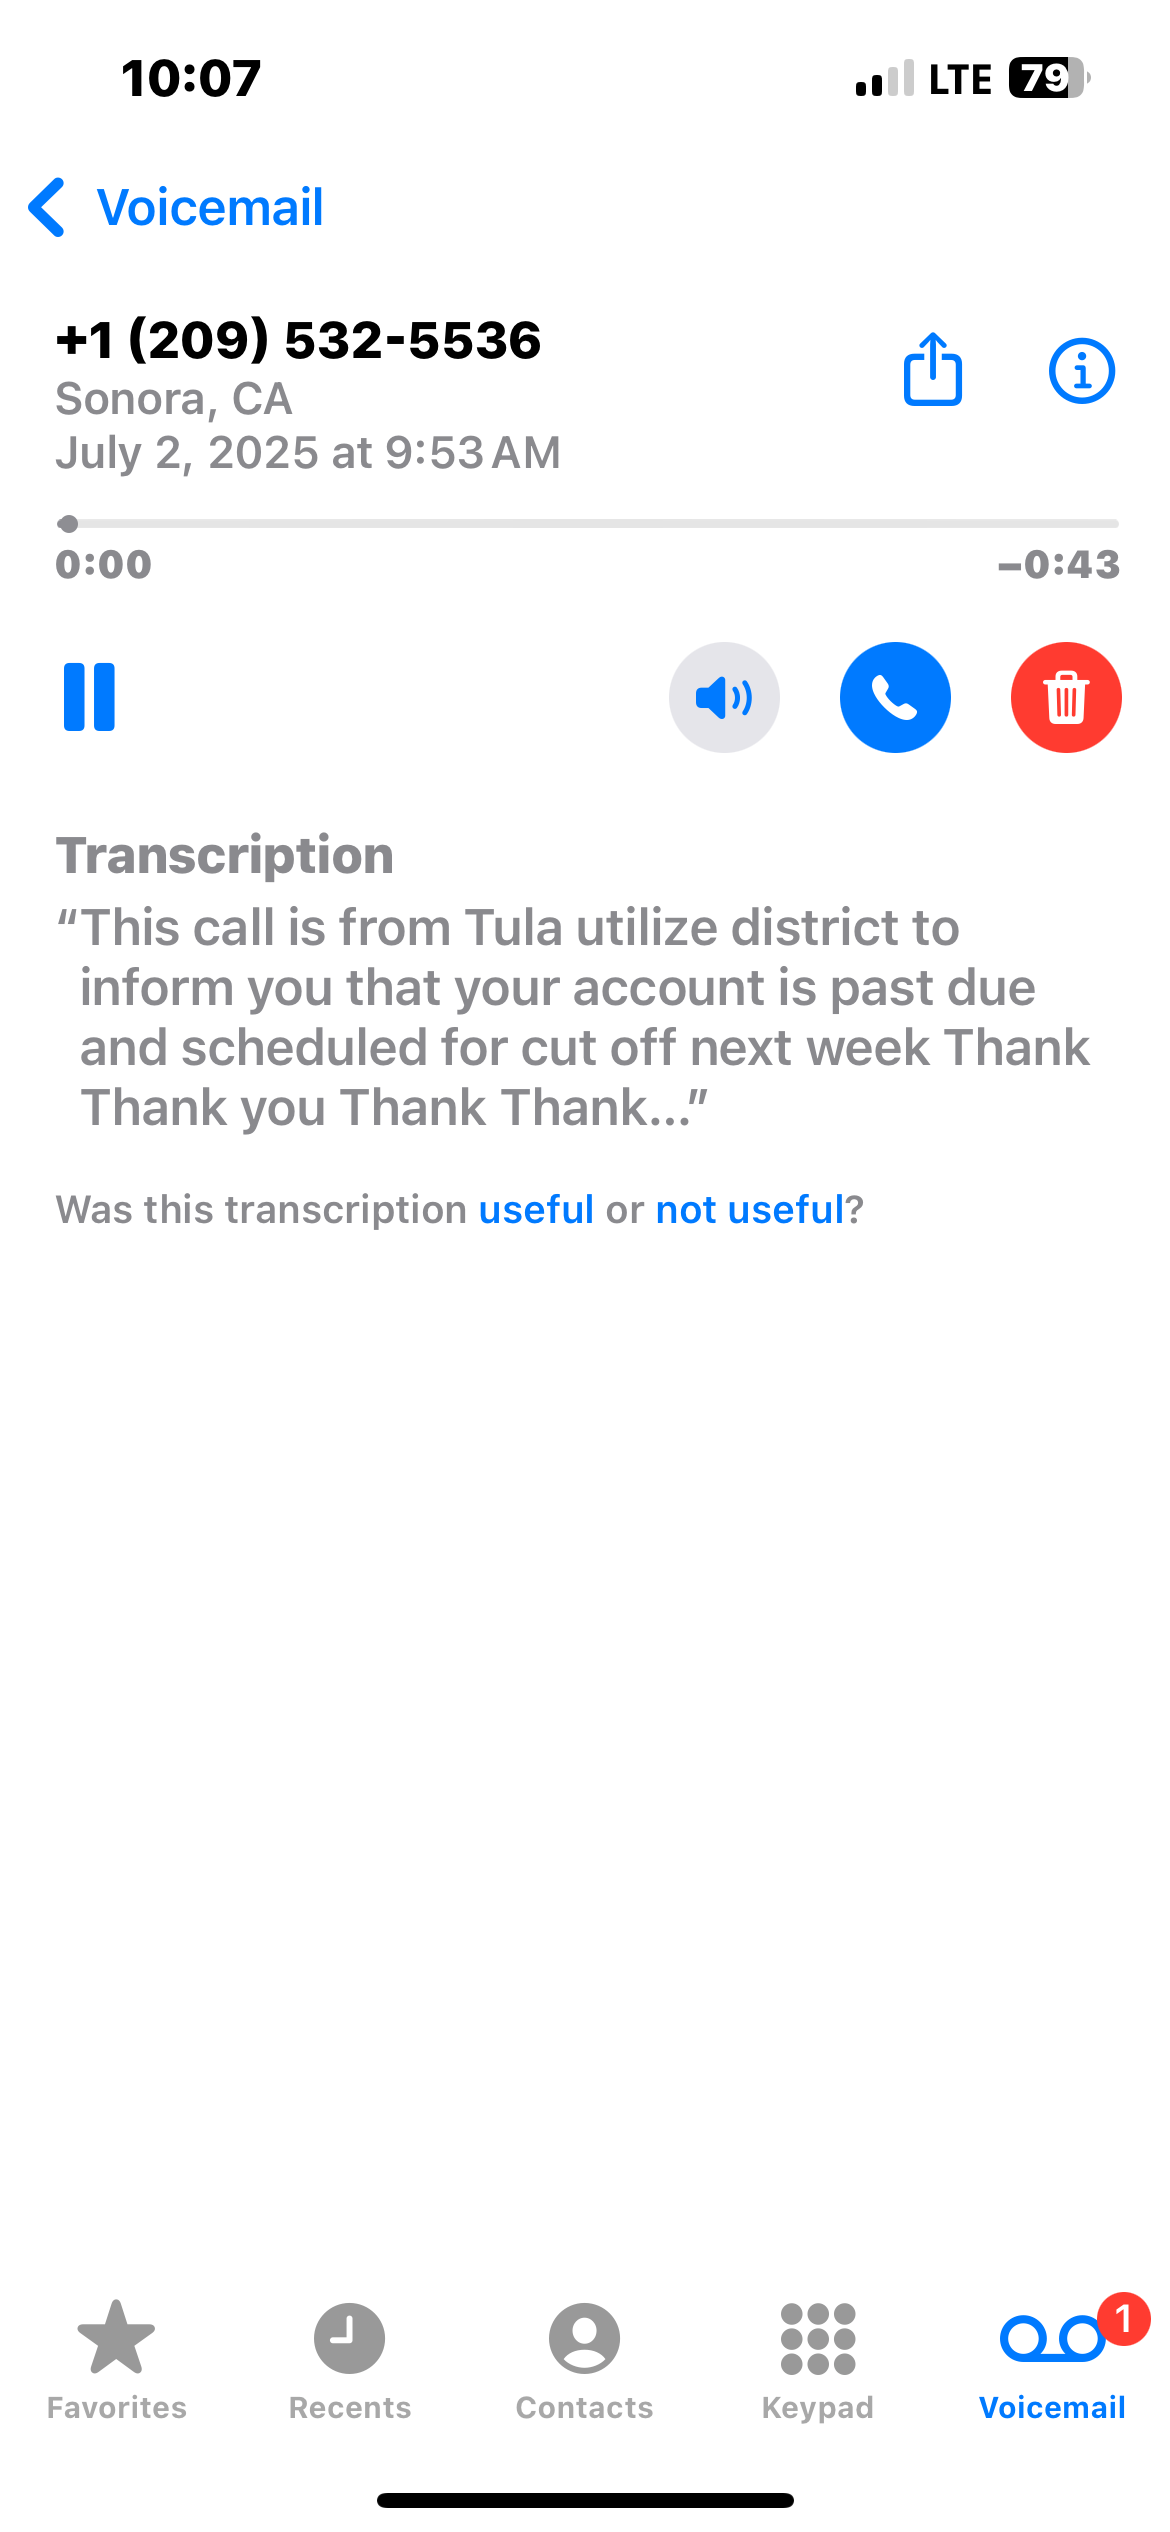 10:07
LTE 79
Voicemail
+1 (209) 532-5536
Sonora, CA
July 2, 2025 at 9:53 AM
0:00
–0:43
Transcription
“This call is from Tula utilize district to
inform you that your account is past due
and scheduled for cut off next week Thank
Thank you Thank Thank...”
Was this transcription useful or not useful?
1
Favorites
Recents
Contacts
Keypad
Voicemail